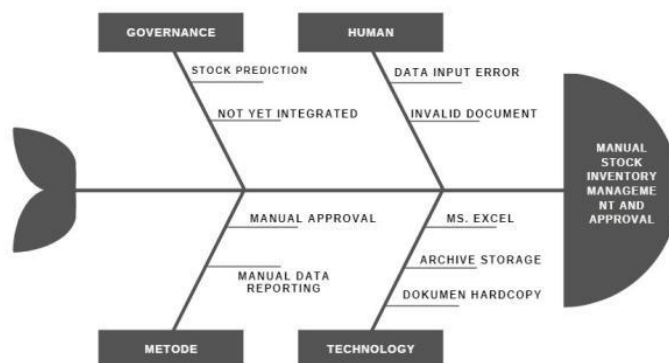 GOVERNANCE
HUMAN
STOCK PREDICTION
DATA INPUT ERROR
NOT YET INTEGRATED
INVALID DOCUMENT
MANUAL
STOCK
INVENTORY
MANAGEME
NT AND
APPROVAL
MANUAL APPROVAL
MS. EXCEL
MANUAL DATA
REPORTING
ARCHIVE STORAGE
DOKUMEN HARDCOPY
METODE
TECHNOLOGY